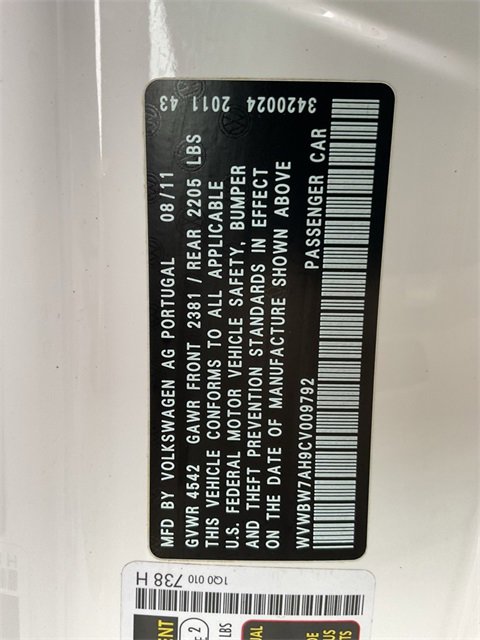 MFD BY VOLKSWAGEN AG PORTUGAL 08/11
GVWR 4542 GAWR FRONT 2381 / REAR 2205 LBS
THIS VEHICLE CONFORMS TO ALL APPLICABLE
U.S. FEDERAL MOTOR VEHICLE SAFETY, BUMPER
AND THEFT PREVENTION STANDARDS IN EFFECT
ON THE DATE OF MANUFACTURE SHOWN ABOVE
WVWBW7AH9CV009792 PASSENGER CAR
3420024 2011 43
1Q0 010 738 H
LBS